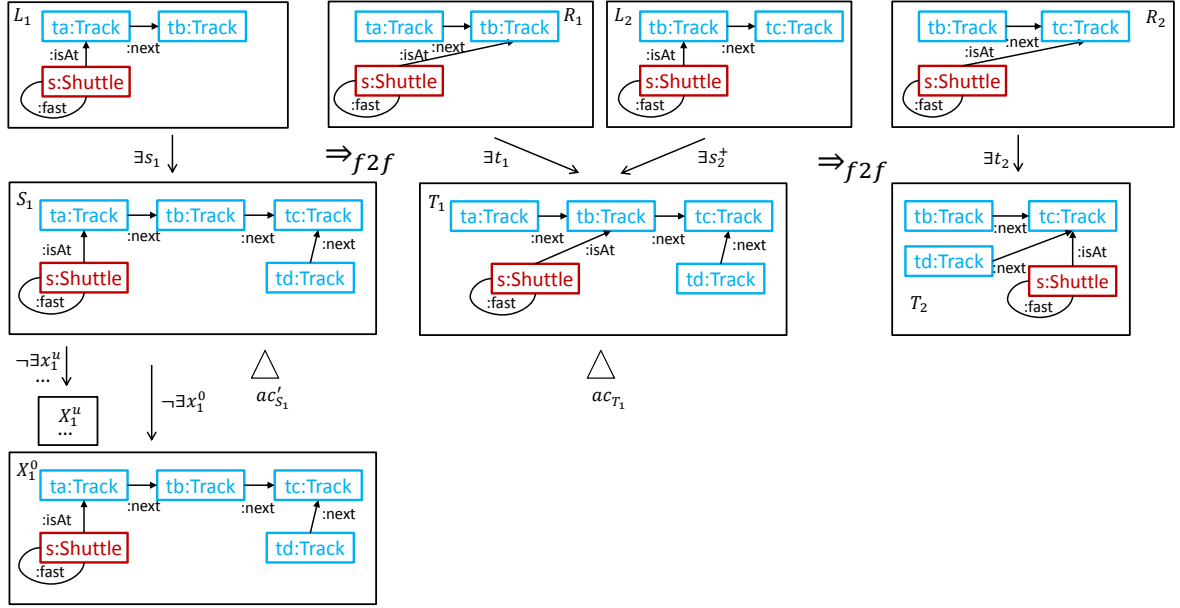 L₁
ta:Track
tb:Track
:next
:isAt
s:Shuttle
:fast
R₁
ta:Track
tb:Track
:next
:isAt
s:Shuttle
:fast
L₂
tb:Track
tc:Track
:next
:isAt
s:Shuttle
:fast
R₂
tb:Track
tc:Track
:next
:isAt
s:Shuttle
:fast
∃s₁
⇒f2f
∃t₁
∃s₂⁺
⇒f2f
∃t₂
S₁
ta:Track
tb:Track
tc:Track
:next
:next
:next
:isAt
s:Shuttle
td:Track
:fast
T₁
ta:Track
tb:Track
tc:Track
:next
:next
:next
:isAt
s:Shuttle
td:Track
:fast
tb:Track
tc:Track
:next
td:Track
:next
:isAt
s:Shuttle
:fast
T₂
¬∃x₁ᵘ
...
X₁ᵘ
...
¬∃x₁⁰
ac′S₁
acT₁
X₁⁰
ta:Track
tb:Track
tc:Track
:next
:next
:next
:isAt
s:Shuttle
td:Track
:fast